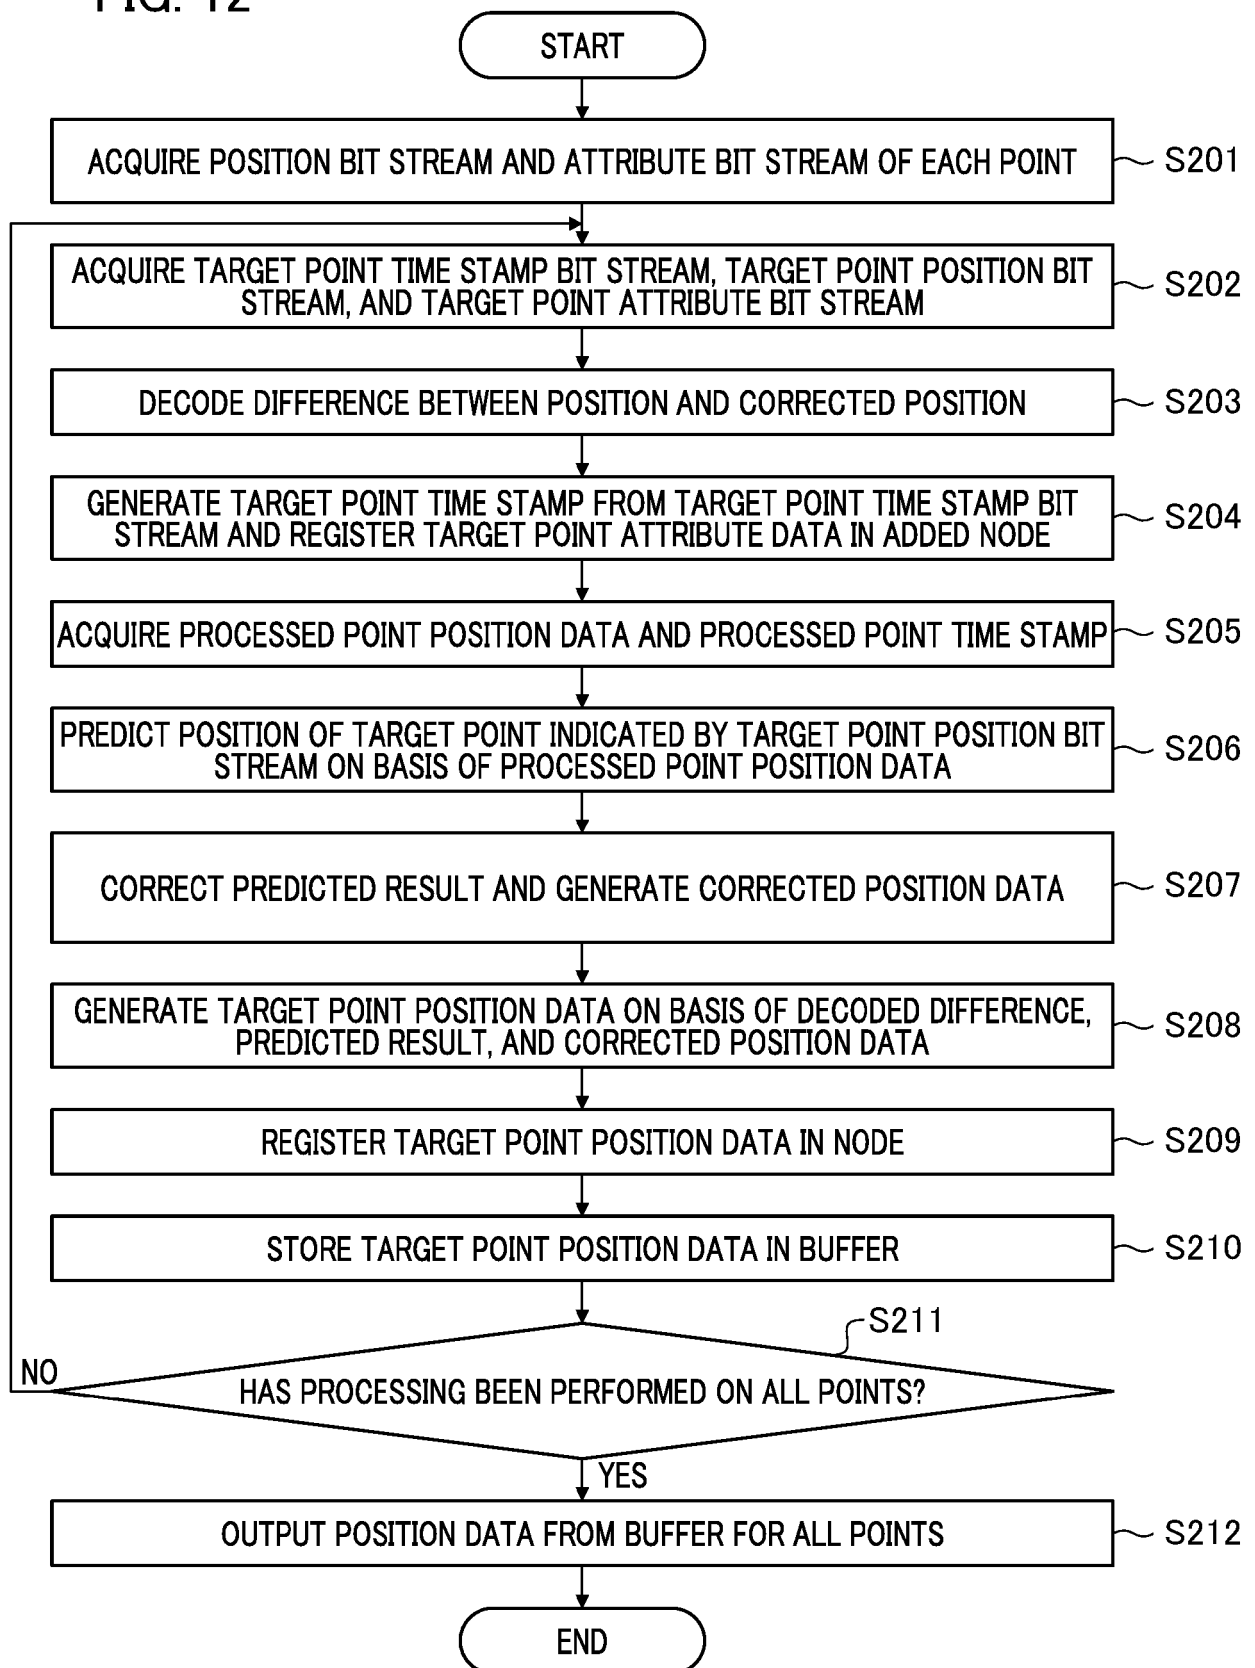 FIG. 12
START
ACQUIRE POSITION BIT STREAM AND ATTRIBUTE BIT STREAM OF EACH POINT
S201
ACQUIRE TARGET POINT TIME STAMP BIT STREAM, TARGET POINT POSITION BIT
STREAM, AND TARGET POINT ATTRIBUTE BIT STREAM
S202
DECODE DIFFERENCE BETWEEN POSITION AND CORRECTED POSITION
S203
GENERATE TARGET POINT TIME STAMP FROM TARGET POINT TIME STAMP BIT
STREAM AND REGISTER TARGET POINT ATTRIBUTE DATA IN ADDED NODE
S204
ACQUIRE PROCESSED POINT POSITION DATA AND PROCESSED POINT TIME STAMP
S205
PREDICT POSITION OF TARGET POINT INDICATED BY TARGET POINT POSITION BIT
STREAM ON BASIS OF PROCESSED POINT POSITION DATA
S206
CORRECT PREDICTED RESULT AND GENERATE CORRECTED POSITION DATA
S207
GENERATE TARGET POINT POSITION DATA ON BASIS OF DECODED DIFFERENCE,
PREDICTED RESULT, AND CORRECTED POSITION DATA
S208
REGISTER TARGET POINT POSITION DATA IN NODE
S209
STORE TARGET POINT POSITION DATA IN BUFFER
S210
S211
NO
HAS PROCESSING BEEN PERFORMED ON ALL POINTS?
YES
OUTPUT POSITION DATA FROM BUFFER FOR ALL POINTS
S212
END